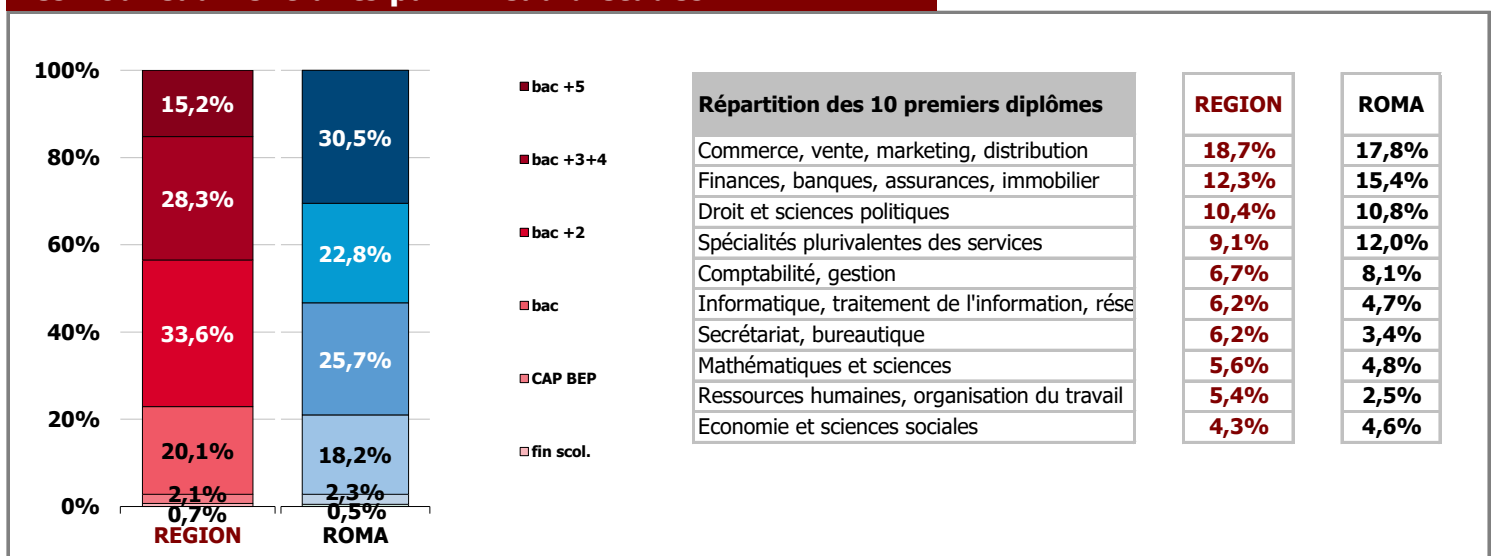 100%
80%
60%
40%
20%
0%
15,2%
28,3%
33,6%
20,1%
2,1%
0,7%
REGION
30,5%
22,8%
25,7%
18,2%
2,3%
0,5%
ROMA
bac +5
bac +3+4
bac +2
bac
CAP BEP
fin scol.
Répartition des 10 premiers diplômes REGION ROMA
Commerce, vente, marketing, distribution 18,7% 17,8%
Finances, banques, assurances, immobilier 12,3% 15,4%
Droit et sciences politiques 10,4% 10,8%
Spécialités plurivalentes des services 9,1% 12,0%
Comptabilité, gestion 6,7% 8,1%
Informatique, traitement de l'information, rése 6,2% 4,7%
Secrétariat, bureautique 6,2% 3,4%
Mathématiques et sciences 5,6% 4,8%
Ressources humaines, organisation du travail 5,4% 2,5%
Economie et sciences sociales 4,3% 4,6%